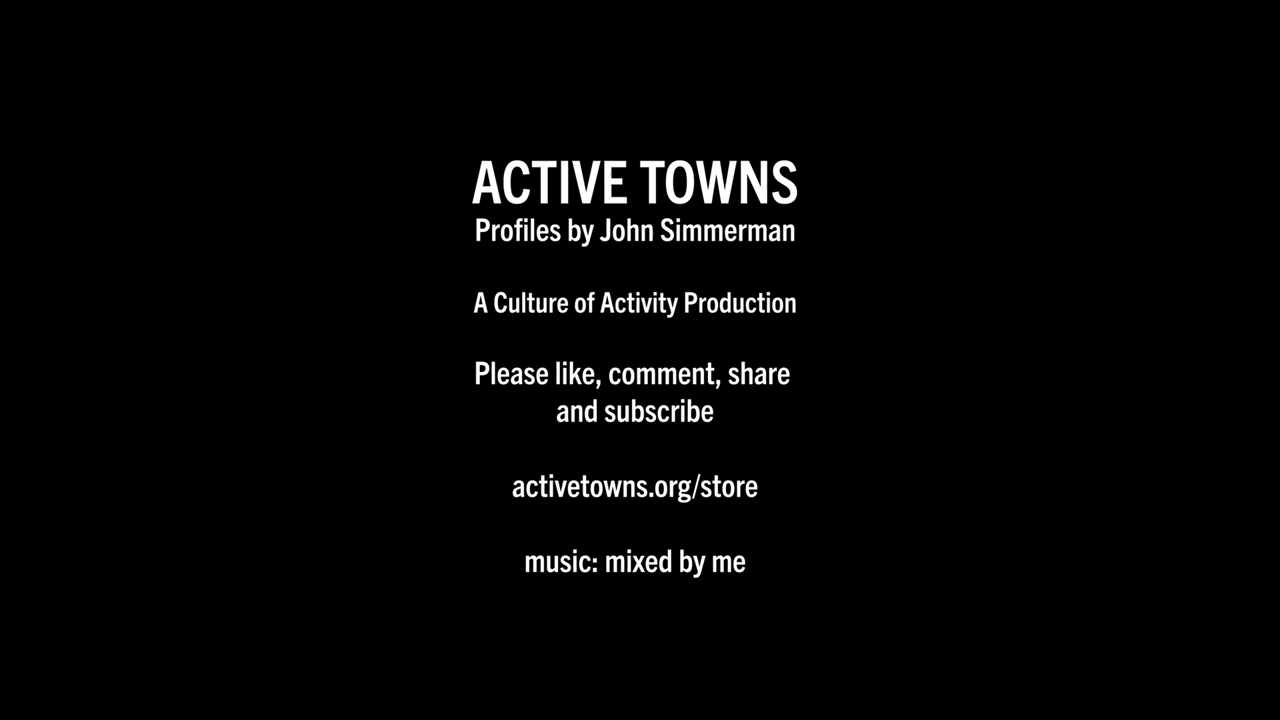 ACTIVE TOWNS
Profiles by John Simmerman
A Culture of Activity Production
Please like, comment, share
and subscribe
activetowns.org/store
music: mixed by me